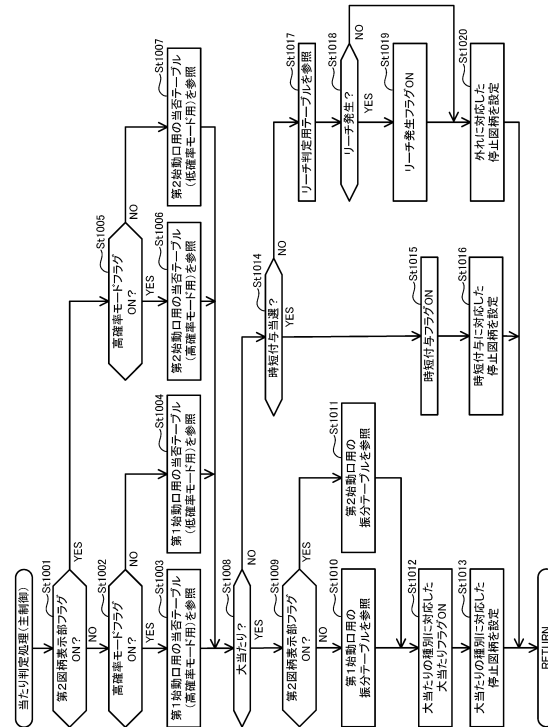 当たり判定処理(主制御)
St1001
第2図柄表示部フラグ
ON?
YES
NO
St1002
高確率モードフラグ
ON?
NO
YES
St1003
第1始動口用の当否テーブル
(高確率モード用)を参照
St1004
第1始動口用の当否テーブル
(低確率モード用)を参照
St1005
高確率モードフラグ
ON?
NO
YES
St1006
第2始動口用の当否テーブル
(高確率モード用)を参照
St1007
第2始動口用の当否テーブル
(低確率モード用)を参照
St1008
大当たり?
NO
YES
St1009
第2図柄表示部フラグ
ON?
YES
NO
St1010
第1始動口用の
振分テーブルを参照
St1011
第2始動口用の
振分テーブルを参照
St1012
大当たりの種別に対応した
大当たりフラグON
St1013
大当たりの種別に対応した
停止図柄を設定
St1014
時短付与当選?
NO
YES
St1015
時短付与フラグON
St1016
時短付与に対応した
停止図柄を設定
St1017
リーチ判定用テーブルを参照
St1018
リーチ発生?
NO
YES
St1019
リーチ発生フラグON
St1020
外れに対応した
停止図柄を設定
RETURN